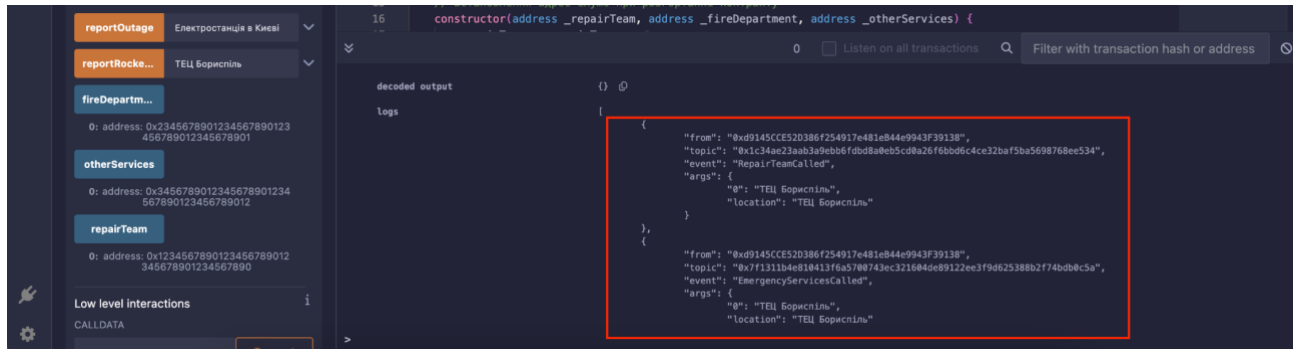 reportOutage Електростанція в Києві
reportRocke... ТЕЦ Бориспіль
fireDepartm...
0: address: 0x2345678901234567890123
45678901234 5678901
otherServices
0: address: 0x3456789012345678901234
567890123456789012
repairTeam
0: address: 0x1234567890123456789012
345678901234567890
Low level interactions i
CALLDATA
16 constructor(address _repairTeam, address _fireDepartment, address _otherServices) {
0 Listen on all transactions Filter with transaction hash or address
decoded output {}
logs [
{
"from": "0xd9145CCE52D386f254917e481eB44e9943F39138",
"topic": "0x1c34ae23aab3a9ebb6fdbd8a0eb5cd0a26f6bbd6c4ce32baf5ba5698768ee534",
"event": "RepairTeamCalled",
"args": {
"0": "ТЕЦ Бориспіль",
"location": "ТЕЦ Бориспіль"
}
},
{
"from": "0xd9145CCE52D386f254917e481eB44e9943F39138",
"topic": "0x7f1311b4e810413f6a5700743ec321604de89122ee3f9d625388b2f74bdb0c5a",
"event": "EmergencyServicesCalled",
"args": {
"0": "ТЕЦ Бориспіль",
"location": "ТЕЦ Бориспіль"
>